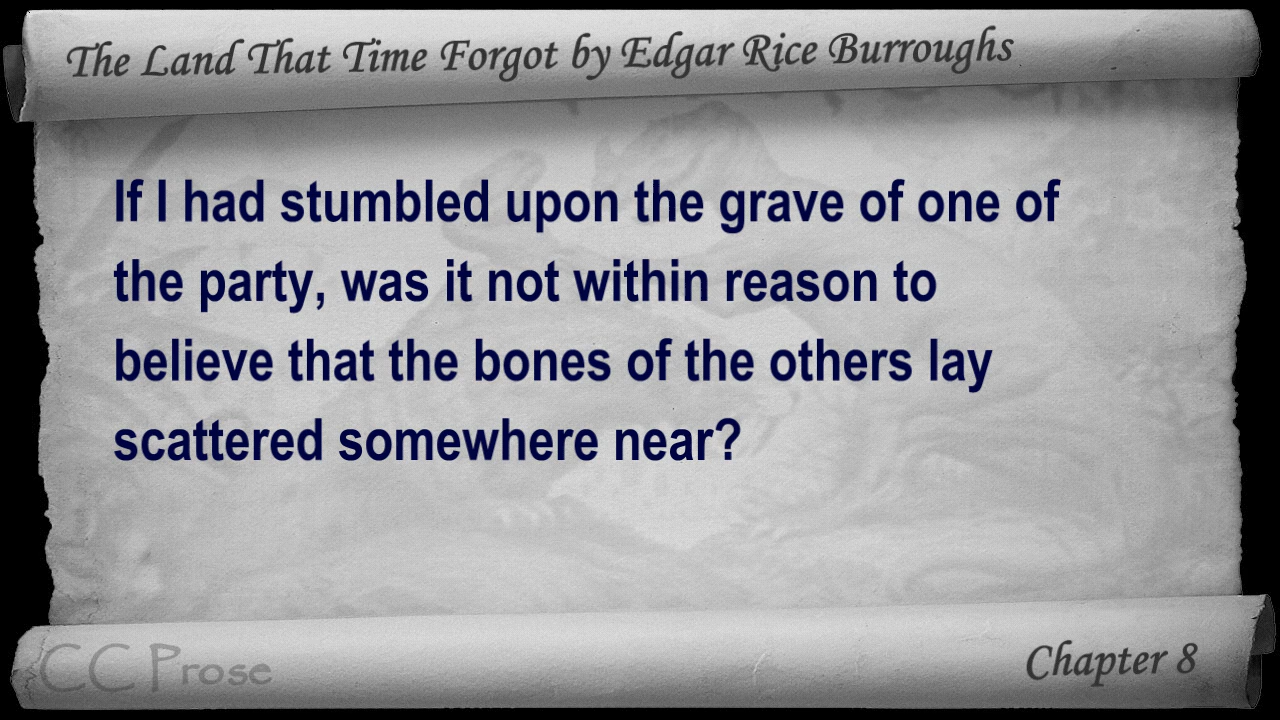 The Land That Time Forgot by Edgar Rice Burroughs
If I had stumbled upon the grave of one of
the party, was it not within reason to
believe that the bones of the others lay
scattered somewhere near?
CC Prose
Chapter 8